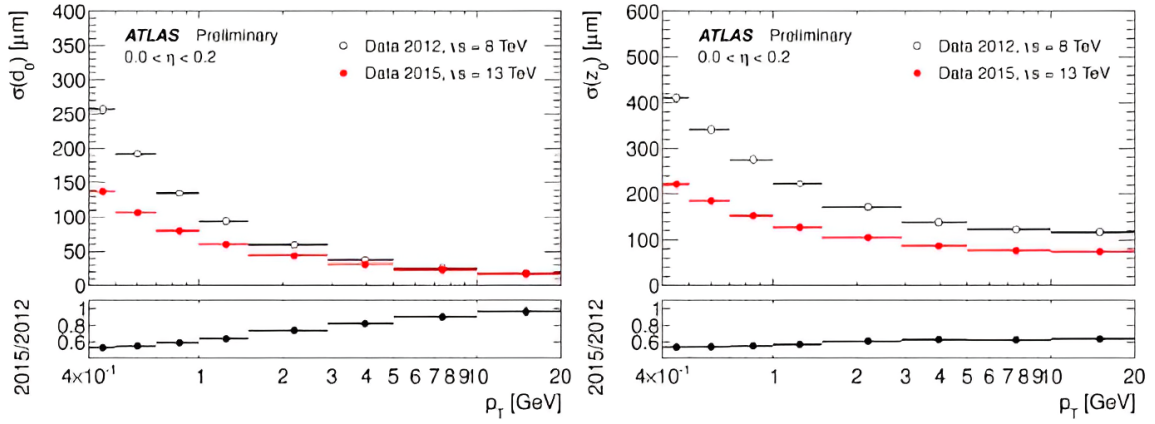 400
350
300
250
200
150
100
50
0
σ(d₀) [μm]
ATLAS Preliminary
0.0 < η < 0.2
Data 2012, √s = 8 TeV
Data 2015, √s = 13 TeV
1
0.8
0.6
2015/2012
4×10⁻¹ 1 2 3 4 5 6 7 8 9 10 20
p_T [GeV]
600
500
400
300
200
100
0
σ(z₀) [μm]
ATLAS Preliminary
0.0 < η < 0.2
Data 2012, √s = 8 TeV
Data 2015, √s = 13 TeV
1
0.8
0.6
2015/2012
4×10⁻¹ 1 2 3 4 5 6 7 8 9 10 20
p_T [GeV]